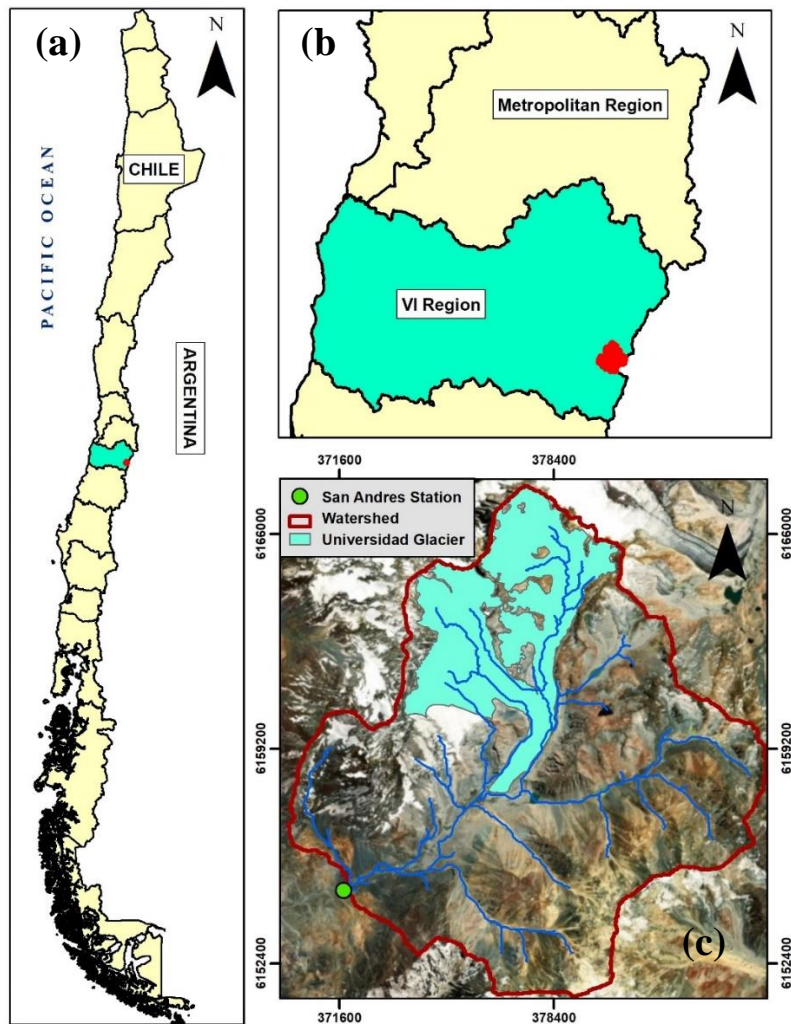 (a)
N
CHILE
PACIFIC OCEAN
ARGENTINA
(b)
N
Metropolitan Region
VI Region
371600
378400
San Andres Station
Watershed
Universidad Glacier
N
6166000
6166000
6159200
6159200
6152400
6152400
(c)
371600
378400